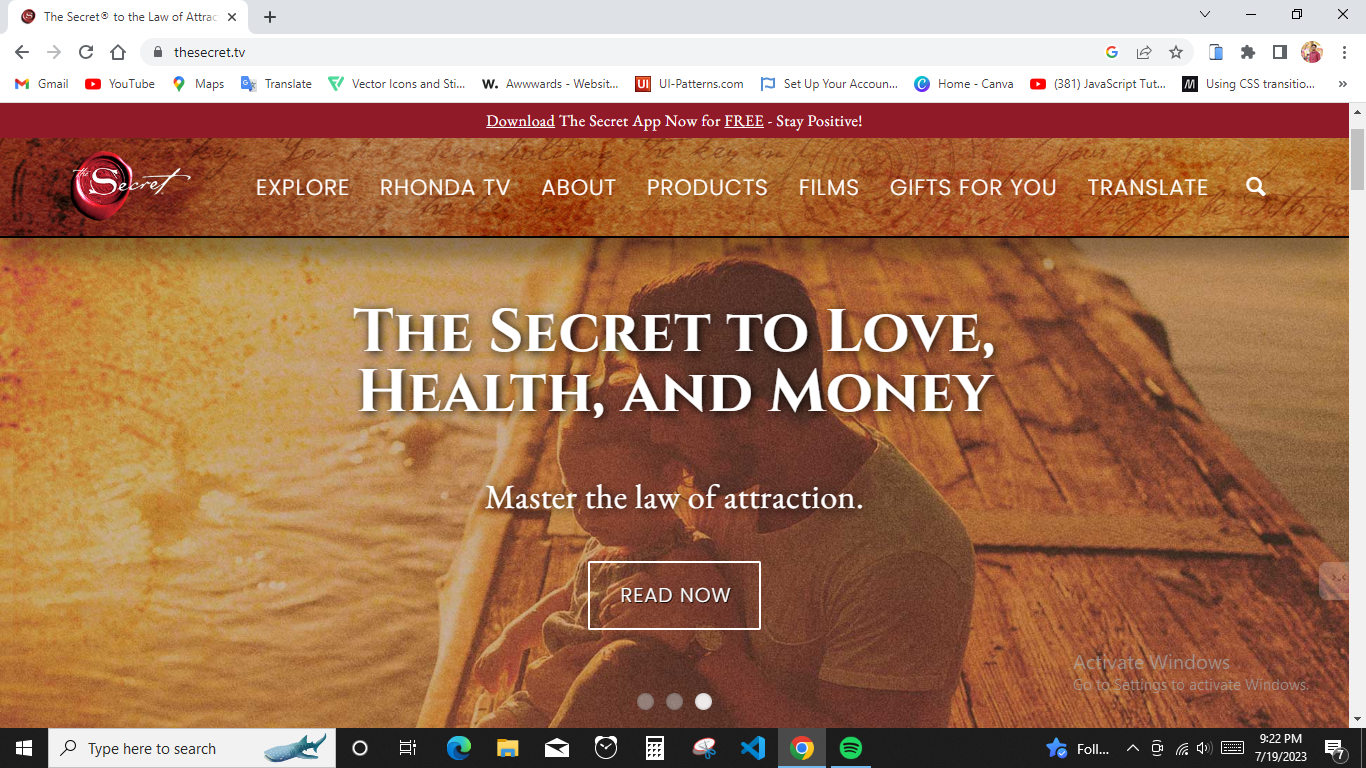 The Secret® to the Law of Attrac
thesecret.tv
Gmail YouTube Maps Translate Vector Icons and Sti... Awwwards - Websit... UI-Patterns.com Set Up Your Accoun... Home - Canva (381) JavaScript Tut... Using CSS transitio... »
Download The Secret App Now for FREE - Stay Positive!
the Secret EXPLORE RHONDA TV ABOUT PRODUCTS FILMS GIFTS FOR YOU TRANSLATE
The Secret to Love,
Health, and Money
Master the law of attraction.
READ NOW
Activate Windows
Go to Settings to activate Windows.
Type here to search
Foll...
9:22 PM
7/19/2023
7